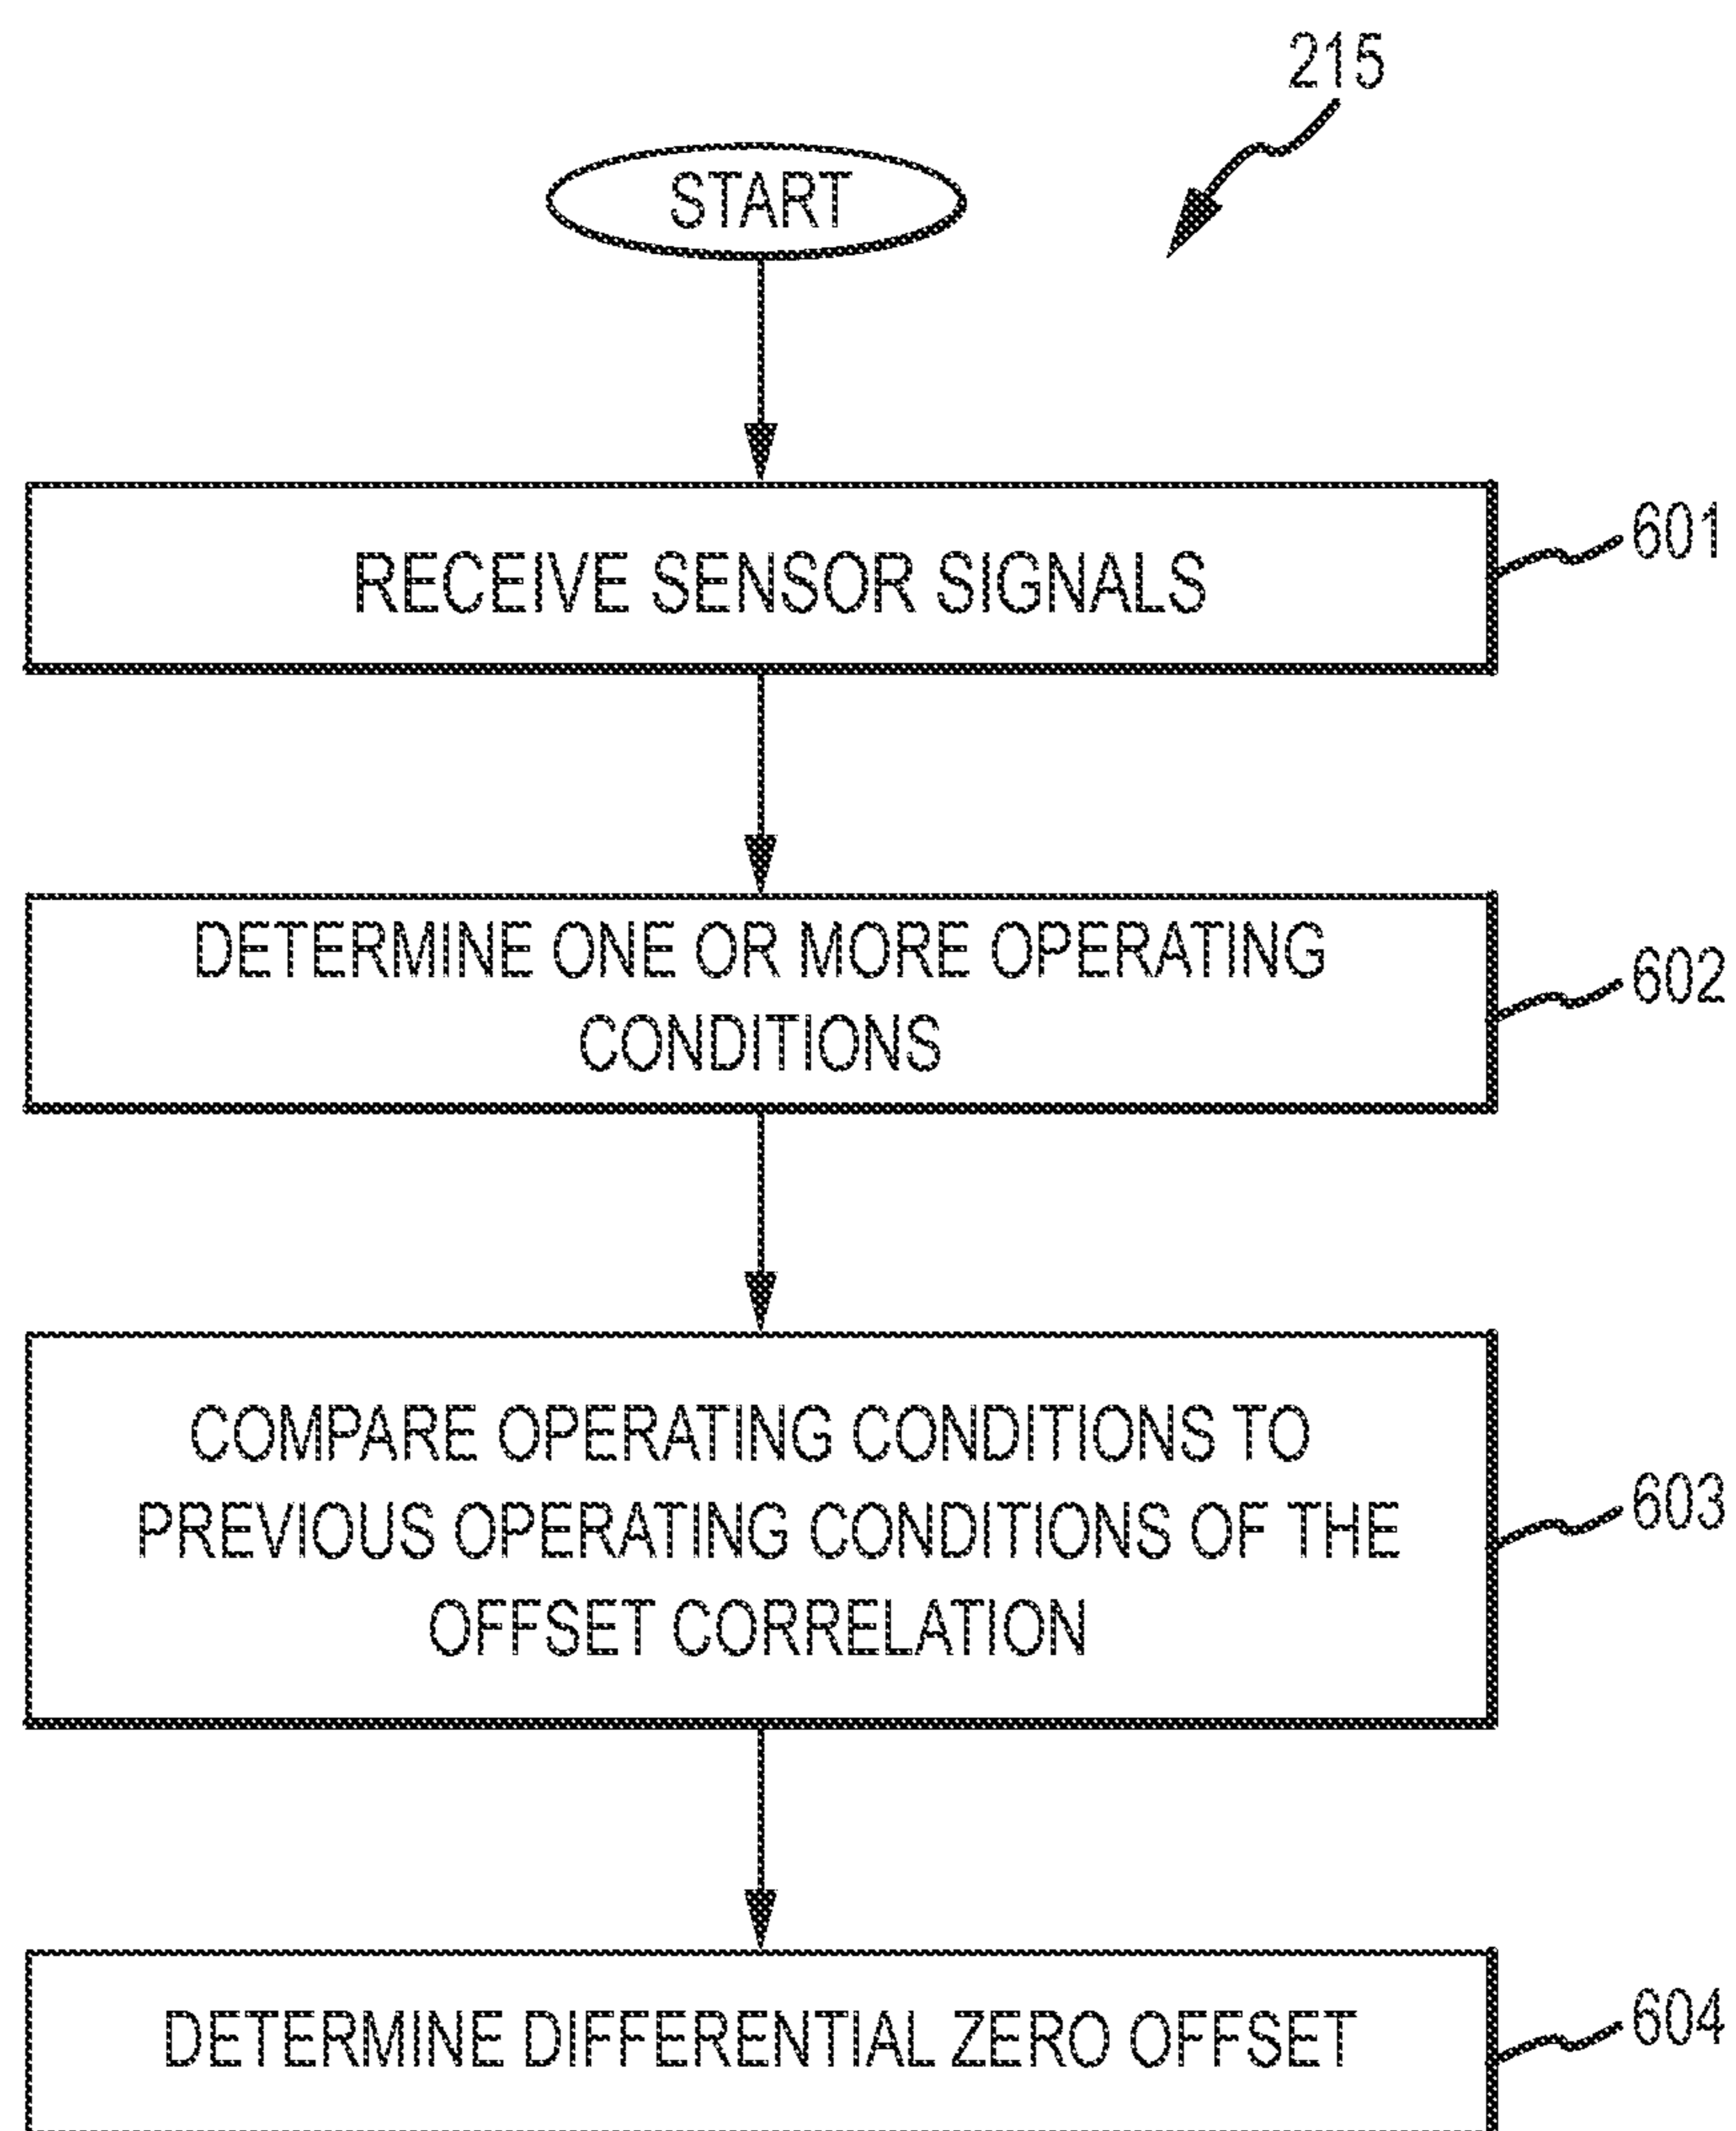 215
START
RECEIVE SENSOR SIGNALS
601
DETERMINE ONE OR MORE OPERATING
CONDITIONS
602
COMPARE OPERATING CONDITIONS TO
PREVIOUS OPERATING CONDITIONS OF THE
OFFSET CORRELATION
603
DETERMINE DIFFERENTIAL ZERO OFFSET
604